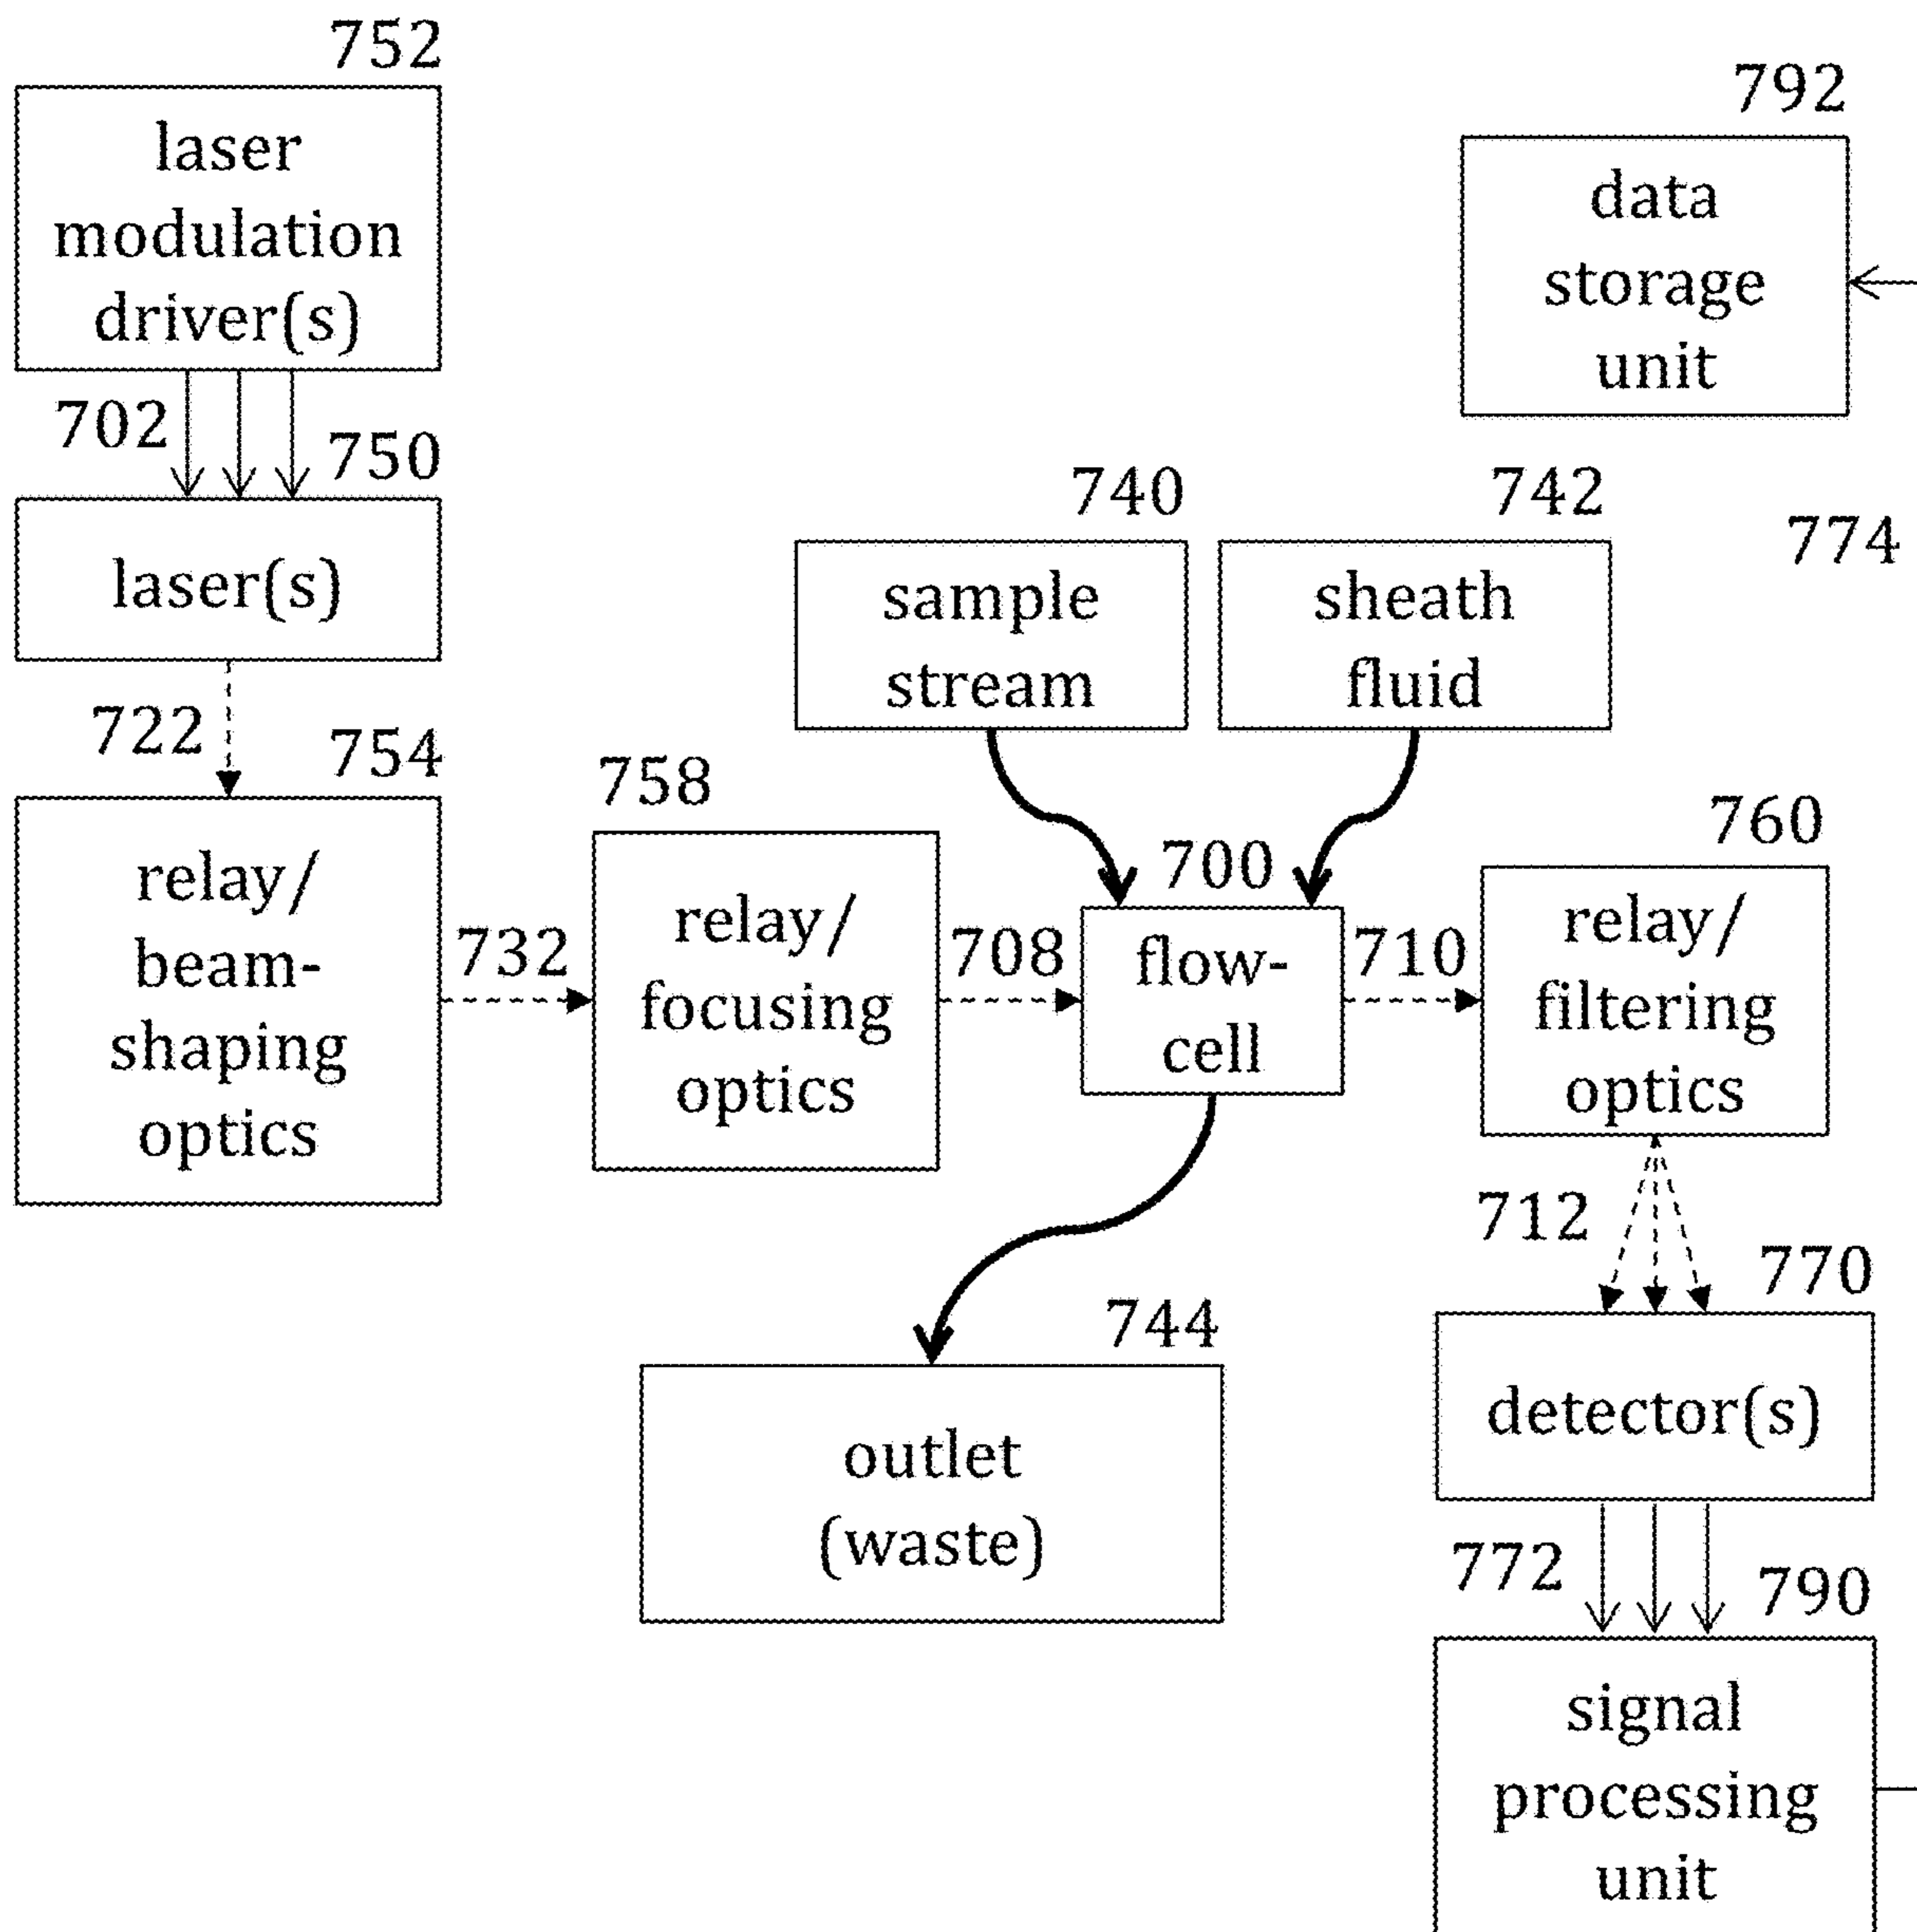 752
laser
modulation
driver(s)
702
750
laser(s)
722
754
relay/
beam-
shaping
optics
732
758
relay/
focusing
optics
708
740
sample
stream
742
sheath
fluid
700
flow-
cell
710
744
outlet
(waste)
760
relay/
filtering
optics
712
770
detector(s)
772
790
signal
processing
unit
774
792
data
storage
unit